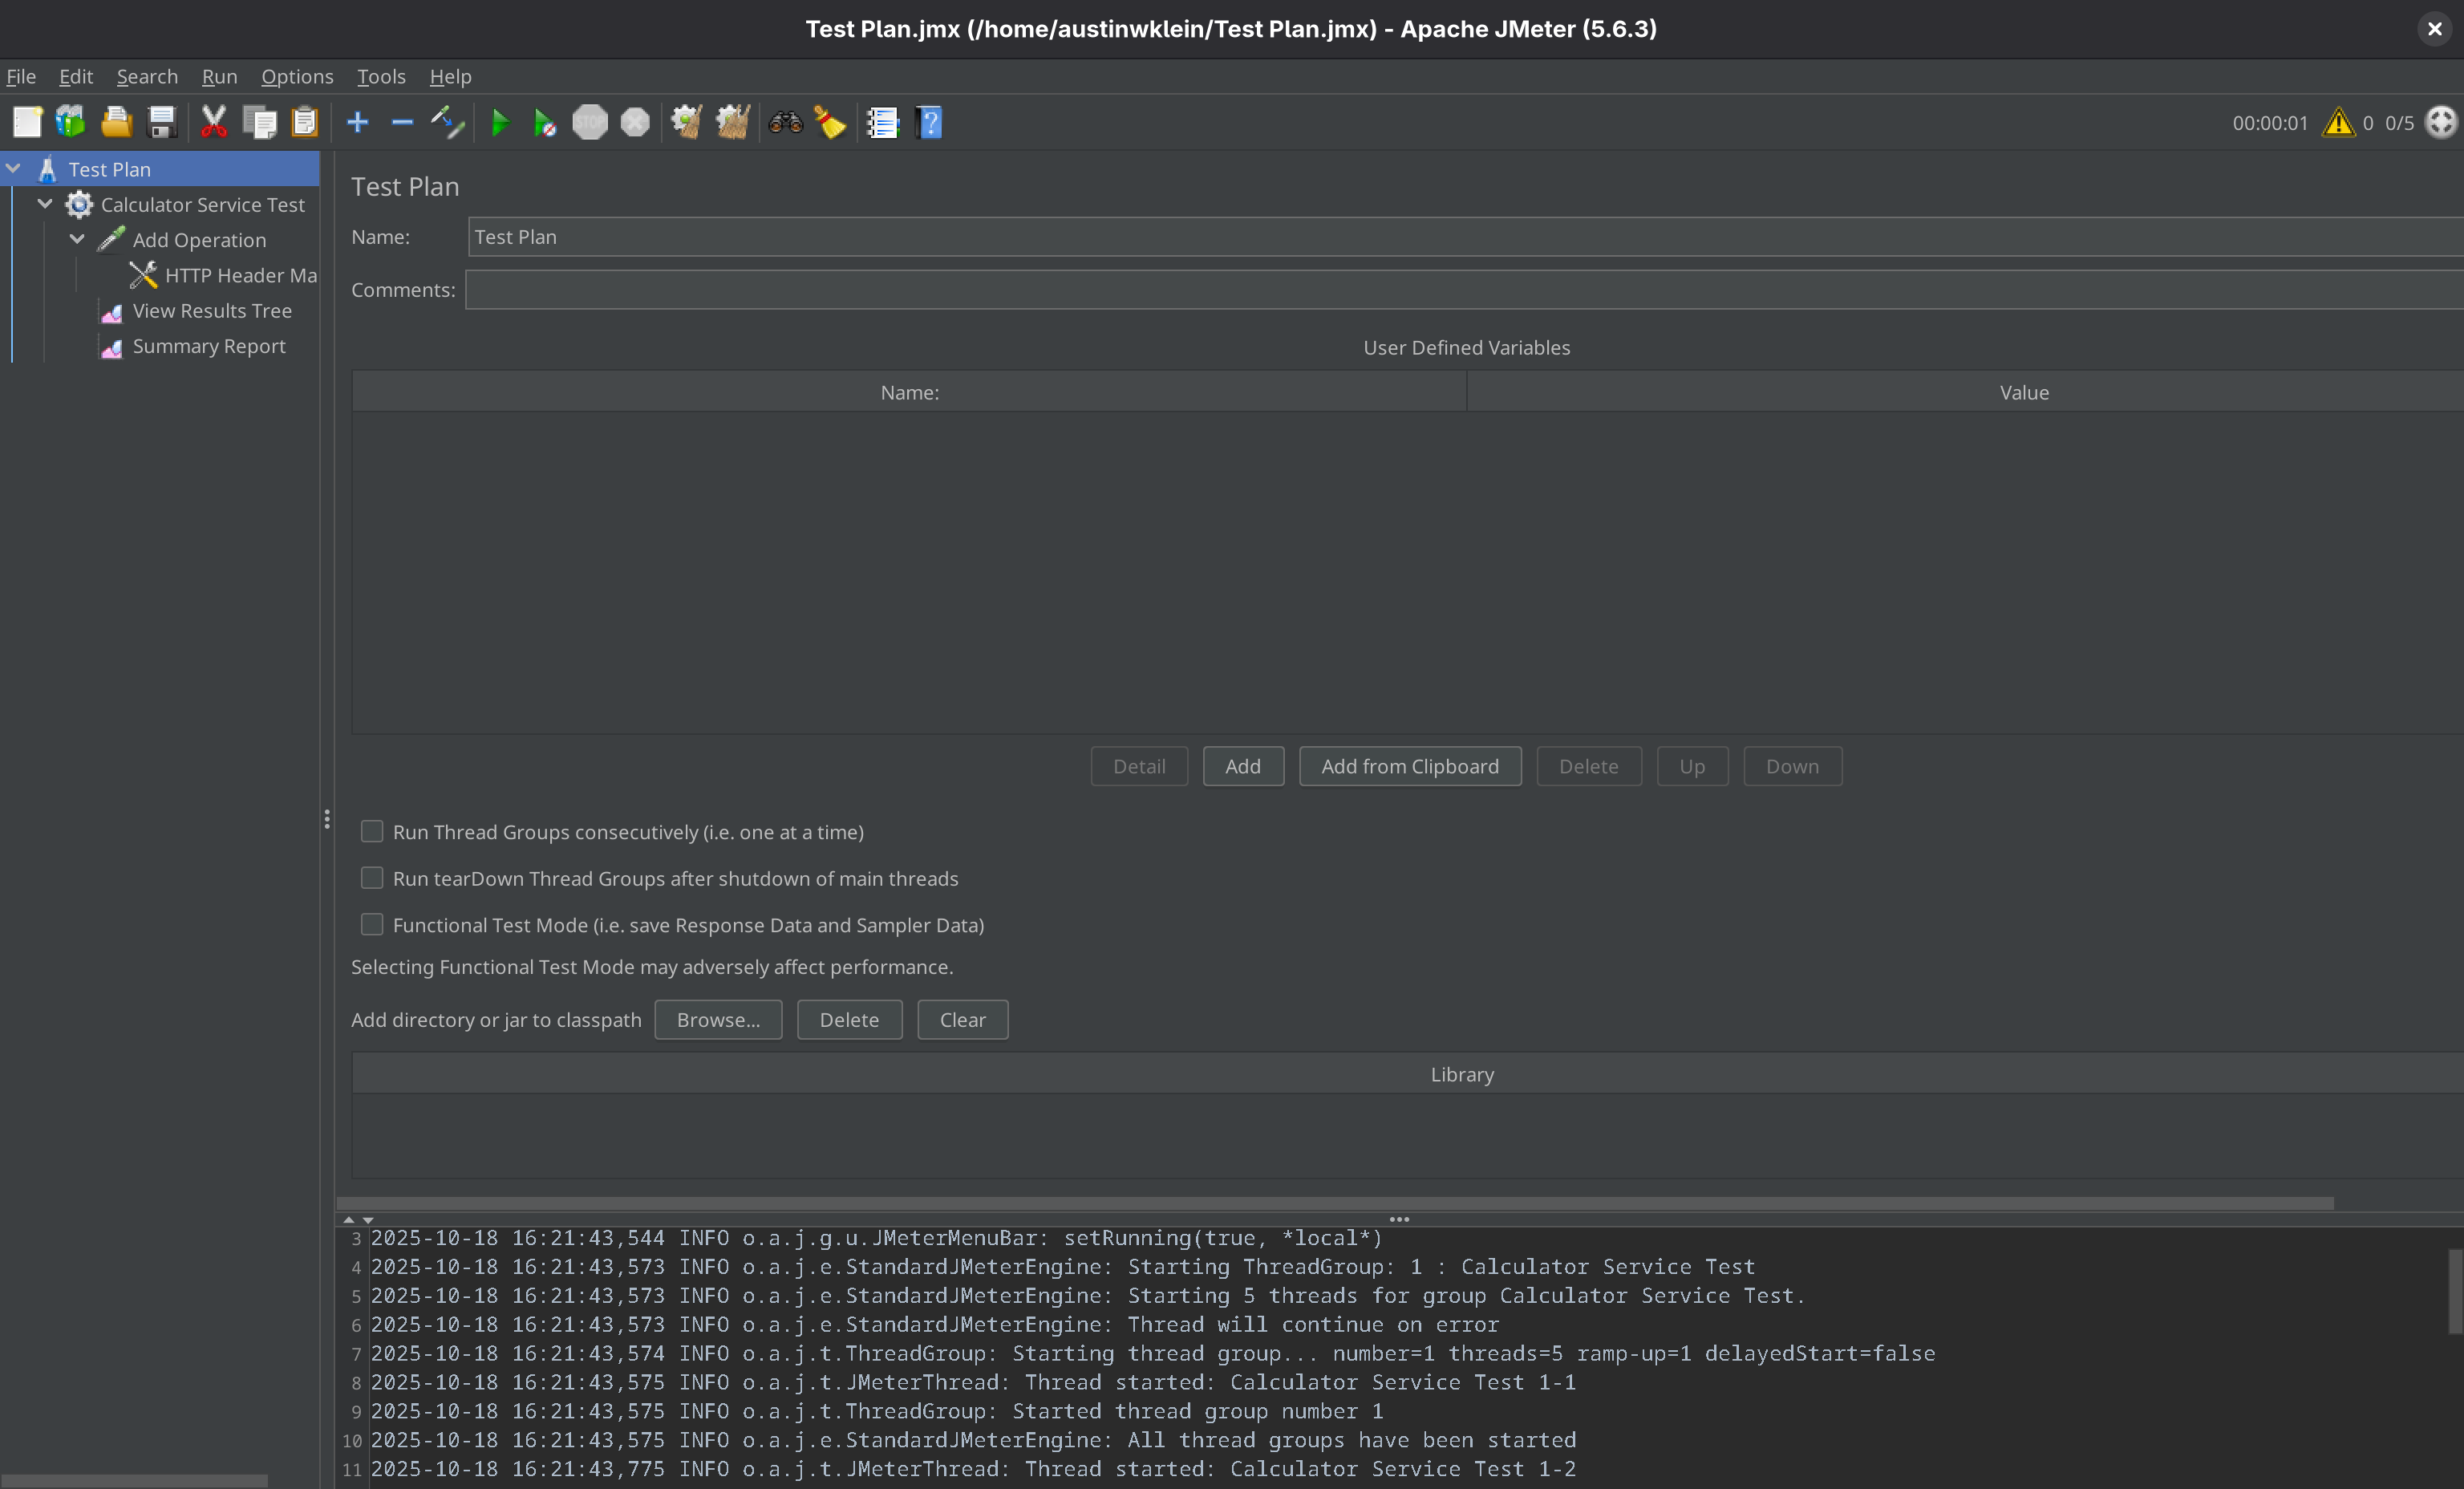 Test Plan.jmx (/home/austinwklein/Test Plan.jmx) - Apache JMeter (5.6.3)
File Edit Search Run Options Tools Help
STOP
00:00:01 0 0/5
Test Plan
Calculator Service Test
Add Operation
HTTP Header Ma
View Results Tree
Summary Report
Test Plan
Name: Test Plan
Comments:
User Defined Variables
Name: Value
Detail Add Add from Clipboard Delete Up Down
Run Thread Groups consecutively (i.e. one at a time)
Run tearDown Thread Groups after shutdown of main threads
Functional Test Mode (i.e. save Response Data and Sampler Data)
Selecting Functional Test Mode may adversely affect performance.
Add directory or jar to classpath Browse... Delete Clear
Library
3 2025-10-18 16:21:43,544 INFO o.a.j.g.u.JMeterMenuBar: setRunning(true, *local*)
4 2025-10-18 16:21:43,573 INFO o.a.j.e.StandardJMeterEngine: Starting ThreadGroup: 1 : Calculator Service Test
5 2025-10-18 16:21:43,573 INFO o.a.j.e.StandardJMeterEngine: Starting 5 threads for group Calculator Service Test.
6 2025-10-18 16:21:43,573 INFO o.a.j.e.StandardJMeterEngine: Thread will continue on error
7 2025-10-18 16:21:43,574 INFO o.a.j.t.ThreadGroup: Starting thread group... number=1 threads=5 ramp-up=1 delayedStart=false
8 2025-10-18 16:21:43,575 INFO o.a.j.t.JMeterThread: Thread started: Calculator Service Test 1-1
9 2025-10-18 16:21:43,575 INFO o.a.j.t.ThreadGroup: Started thread group number 1
10 2025-10-18 16:21:43,575 INFO o.a.j.e.StandardJMeterEngine: All thread groups have been started
11 2025-10-18 16:21:43,775 INFO o.a.j.t.JMeterThread: Thread started: Calculator Service Test 1-2